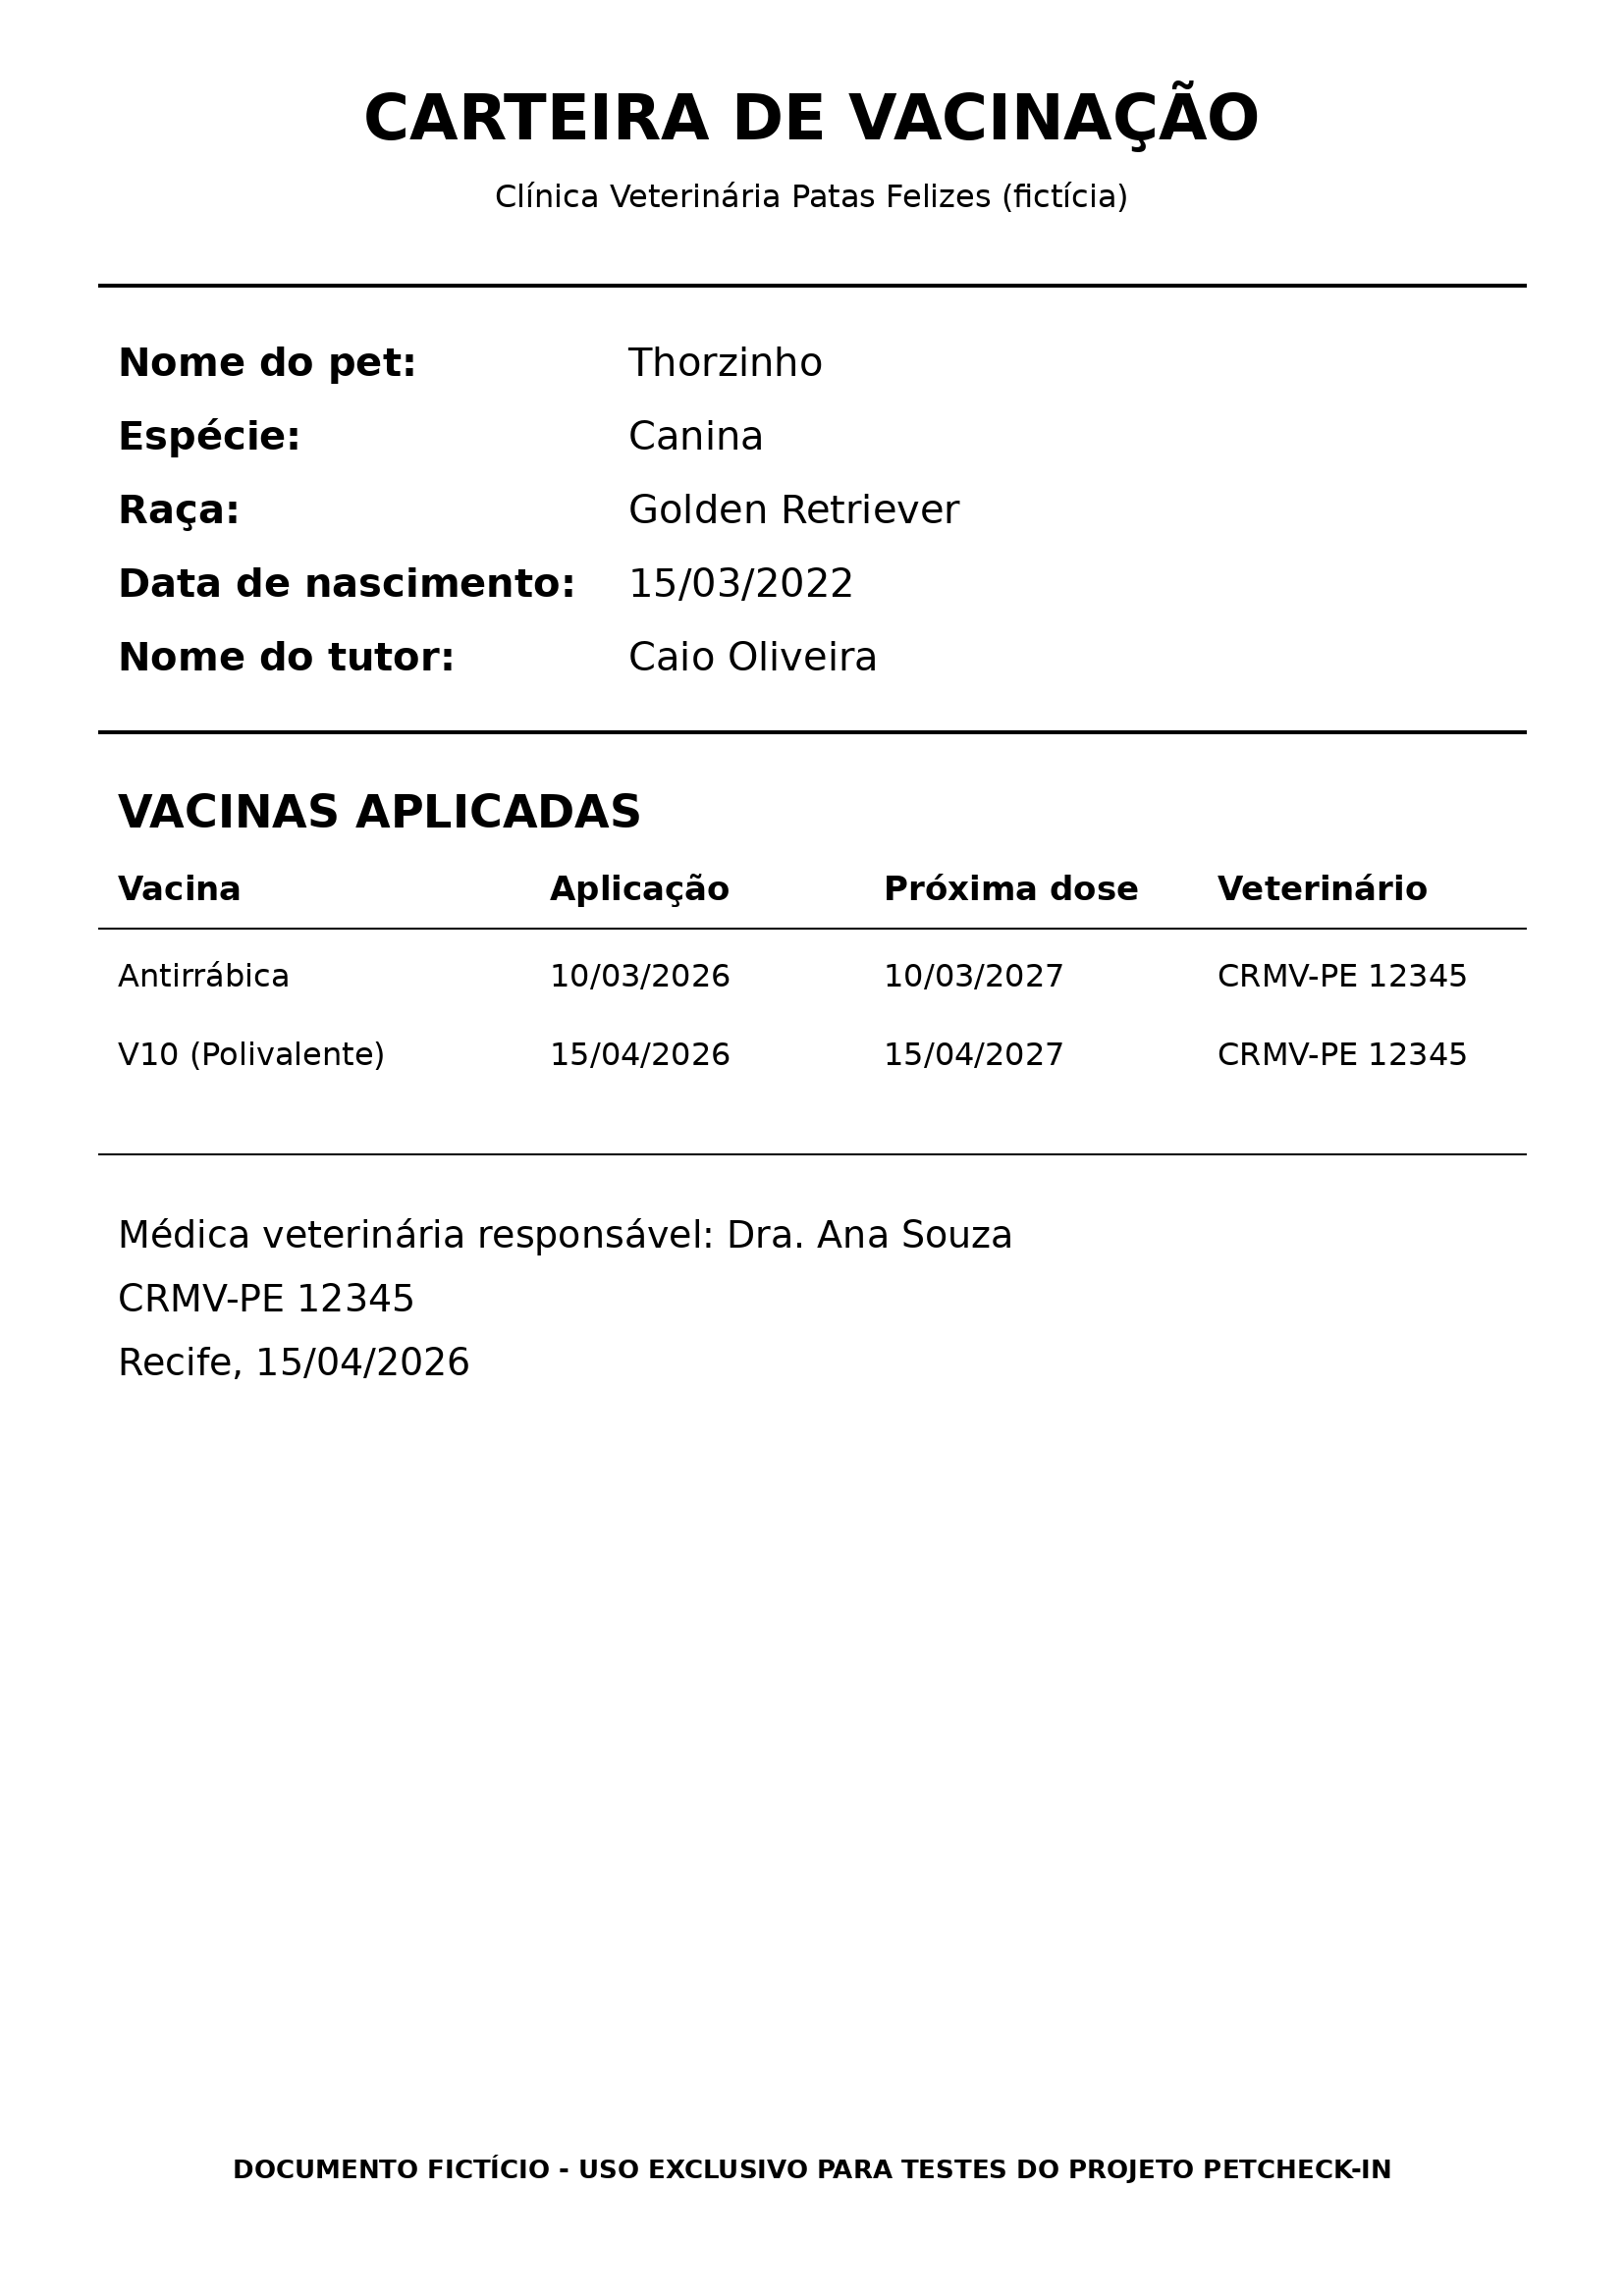 CARTEIRA DE VACINAÇÃO
Clínica Veterinária Patas Felizes (fictícia)
Nome do pet: Thorzinho
Espécie: Canina
Raça: Golden Retriever
Data de nascimento: 15/03/2022
Nome do tutor: Caio Oliveira
VACINAS APLICADAS
Vacina Aplicação Próxima dose Veterinário
Antirrábica 10/03/2026 10/03/2027 CRMV-PE 12345
V10 (Polivalente) 15/04/2026 15/04/2027 CRMV-PE 12345
Médica veterinária responsável: Dra. Ana Souza
CRMV-PE 12345
Recife, 15/04/2026
DOCUMENTO FICTÍCIO - USO EXCLUSIVO PARA TESTES DO PROJETO PETCHECK-IN